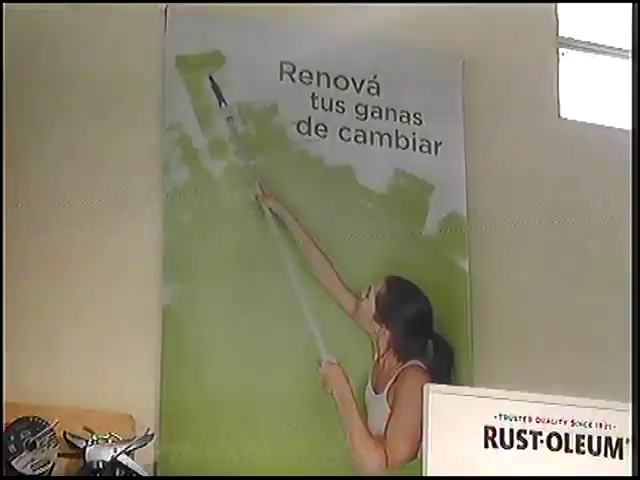 Renová
tus ganas
de cambiar
• TRUSTED QUALITY SINCE 1921 •
RUST-OLEUM